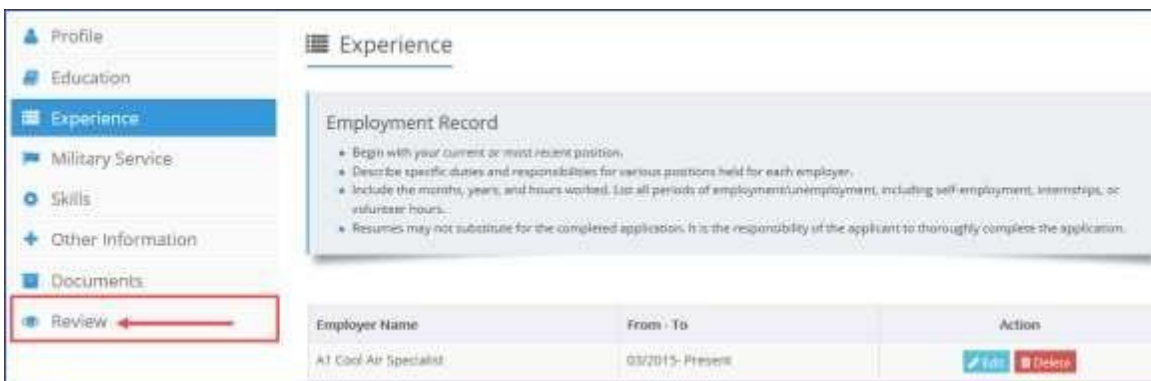 Profile
Education
Experience
Military Service
Skills
Other Information
Documents
Review
Experience
Employment Record
Begin with your current or most recent position.
Describe specific duties and responsibilities for various positions held for each employer.
Include the months, years, and hours worked. List all periods of employment/unemployment, including self-employment, internships, or
volunteer hours.
Resumes may not substitute for the completed application. It is the responsibility of the applicant to thoroughly complete the application.
Employer Name From - To Action
A1 Cool Air Specialist 03/2015- Present Edit Delete